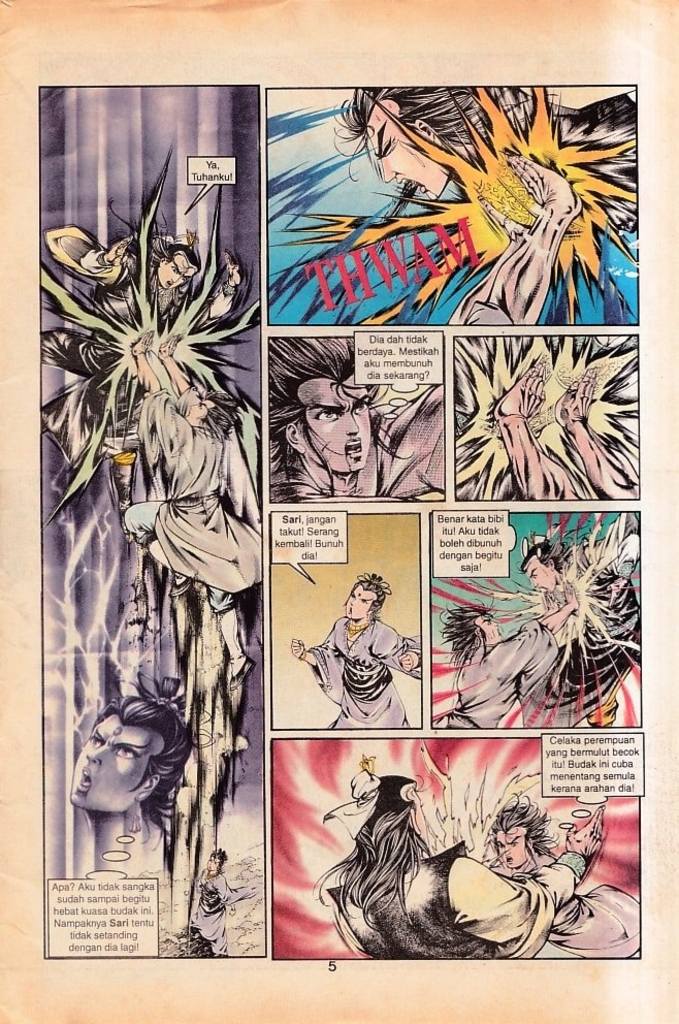 Ya,
Tuhanku!
Apa? Aku tidak sangka
sudah sampai begitu
hebat kuasa budak ini.
Nampaknya Sari tentu
tidak setanding
dengan dia lagi!
THWAM
Dia dah tidak
berdaya. Mestikah
aku membunuh
dia sekarang?
Sari, jangan
takut! Serang
kembali! Bunuh
dia!
Benar kata bibi
itu! Aku tidak
boleh dibunuh
dengan begitu
saja!
Celaka perempuan
yang bermulut becok
itu! Budak ini cuba
menentang semula
kerana arahan dia!
5